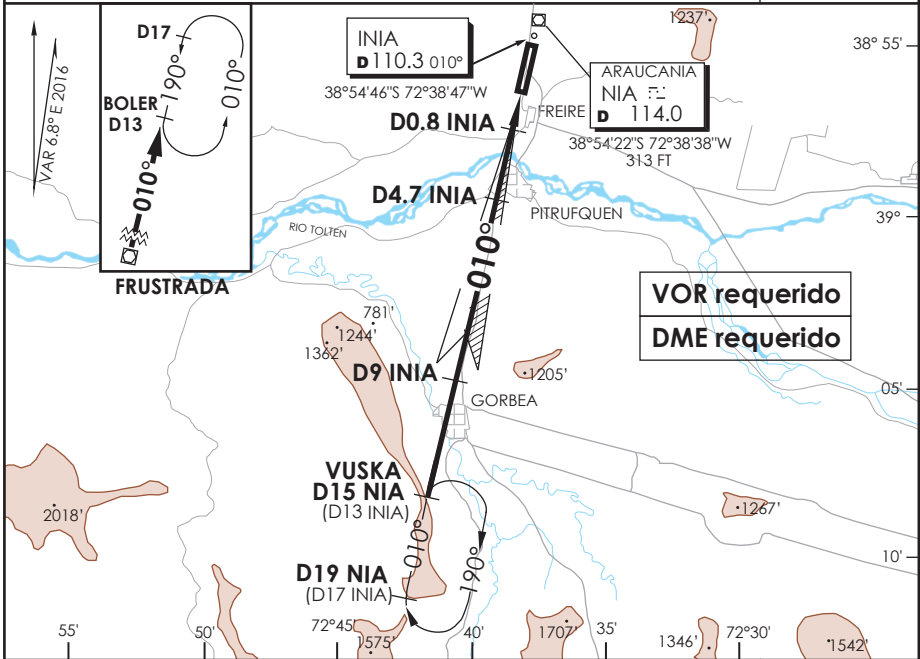 D17
190°
010°
BOLER
D13
010°
VAR 6.8° E 2016
FRUSTRADA
INIA
D 110.3 010°
38°54'46"S 72°38'47"W
ARAUCANIA
NIA
D 114.0
38°54'22"S 72°38'38"W
313 FT
1237'
38° 55'
FREIRE
D0.8 INIA
D4.7 INIA
PITRUFQUEN
RIO TOLTEN
39°
010°
VOR requerido
DME requerido
781'
1244'
1362'
D9 INIA
1205'
05'
GORBEA
VUSKA
D15 NIA
(D13 INIA)
2018'
1267'
010°
190°
10'
D19 NIA
(D17 INIA)
55'
50'
72°45'
1575'
40'
1707'
35'
1346'
72°30'
1542'